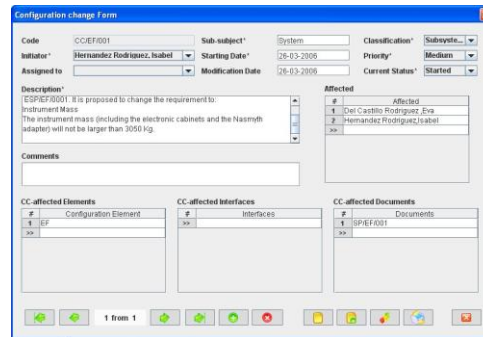 Configuration change Form
Code CC/EF/001 Sub-subject* System Classification* Subsyste...
Initiator* Hernandez Rodriguez, Isabel Starting Date* 26-03-2006 Priority* Medium
Assigned to Modification Date 26-03-2006 Current Status* Started
Description* Affected
ESP/EF/0001. It is proposed to change the requirement to:
Instrument Mass
The instrument mass (including the electronic cabinets and the Nasmyth
adapter) will not be larger than 3050 Kg.
# Affected
1 Del Castillo Rodriguez ,Eva
2 Hernandez Rodriguez,Isabel
>>
Comments
CC-affected Elements CC-affected Interfaces CC-affected Documents
# Configuration Element # Interfaces # Documents
1 EF >> 1 SP/EF/001
>> >>
1 from 1